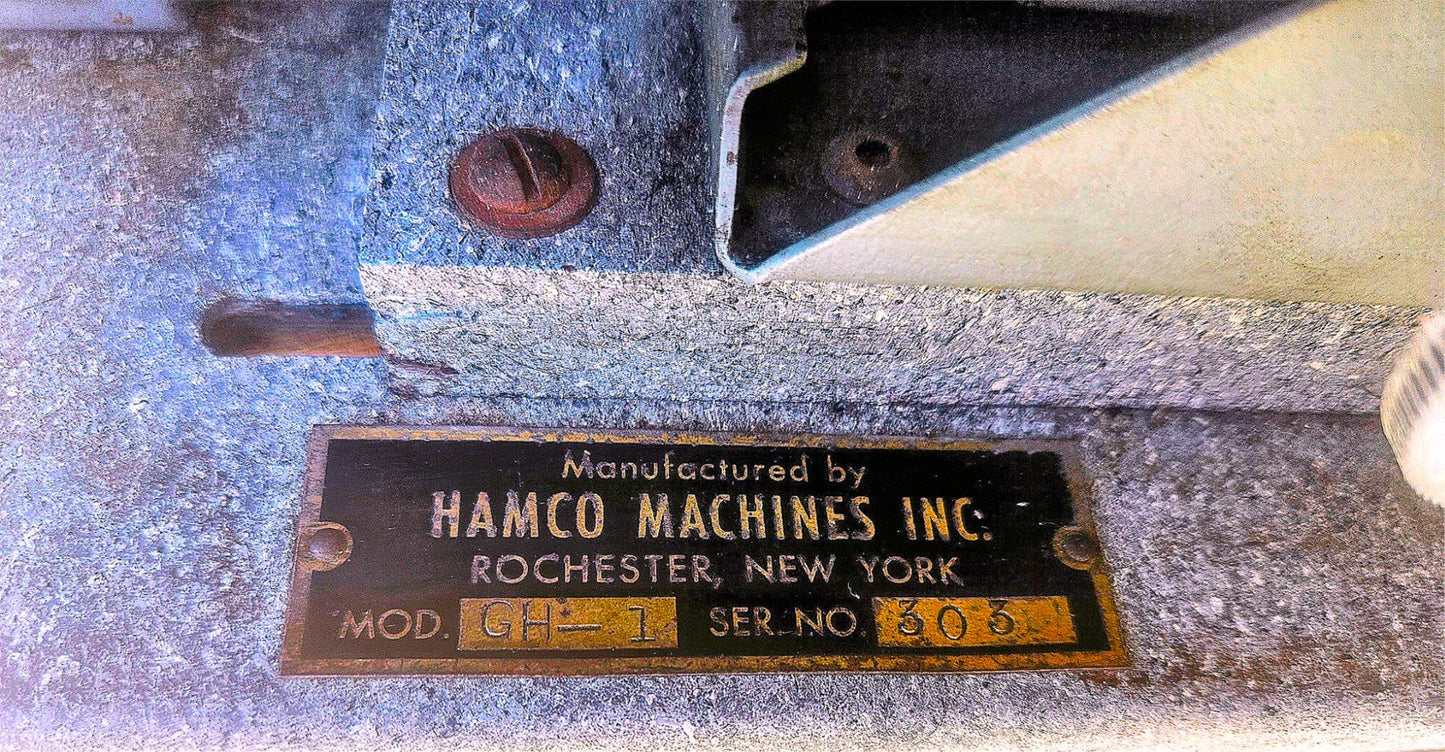 Manufactured by
HAMCO MACHINES INC.
ROCHESTER, NEW YORK
MOD. GH-1 SER. NO. 303